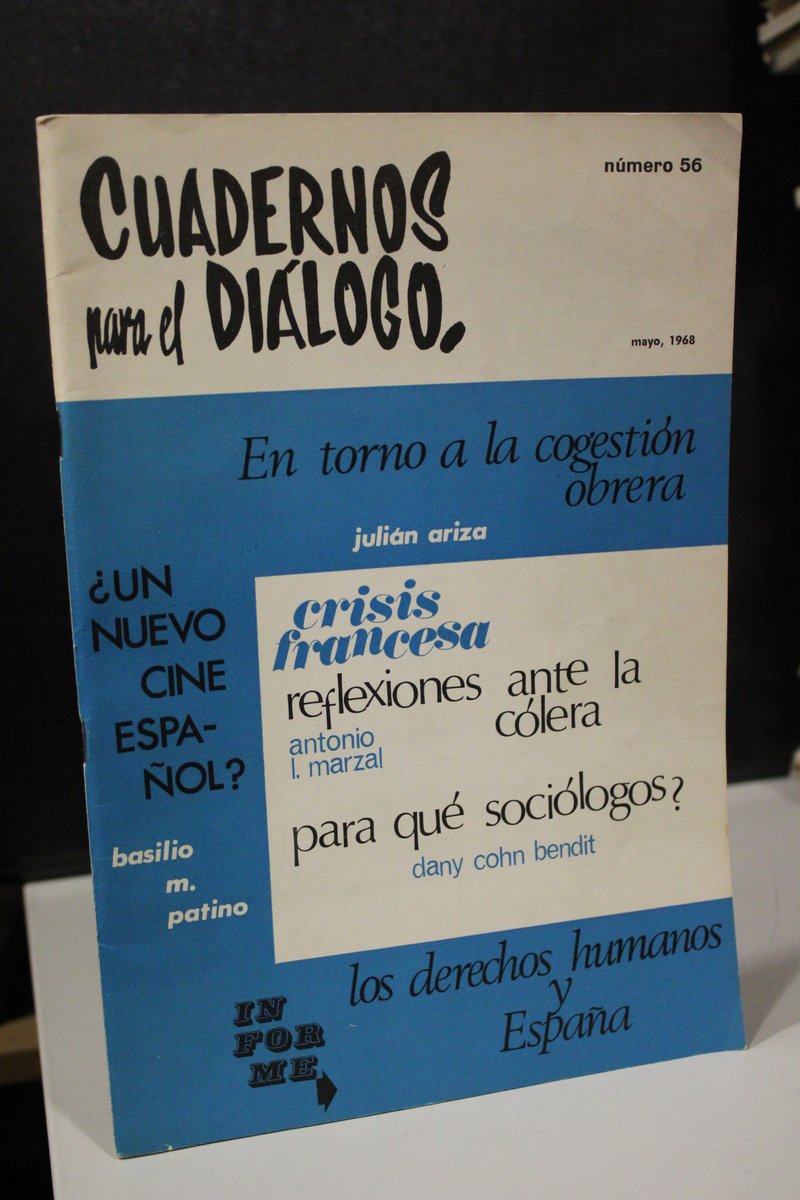 número 56
CUADERNOS
para el DIÁLOGO.
mayo, 1968
En torno a la cogestión
obrera
julián ariza
¿UN
NUEVO
CINE
ESPA-
ÑOL?
basilio
m.
patino
crisis
francesa
reflexiones ante la
cólera
antonio
l. marzal
para qué sociólogos?
dany cohn bendit
los derechos humanos
y
España
IN
FOR
ME